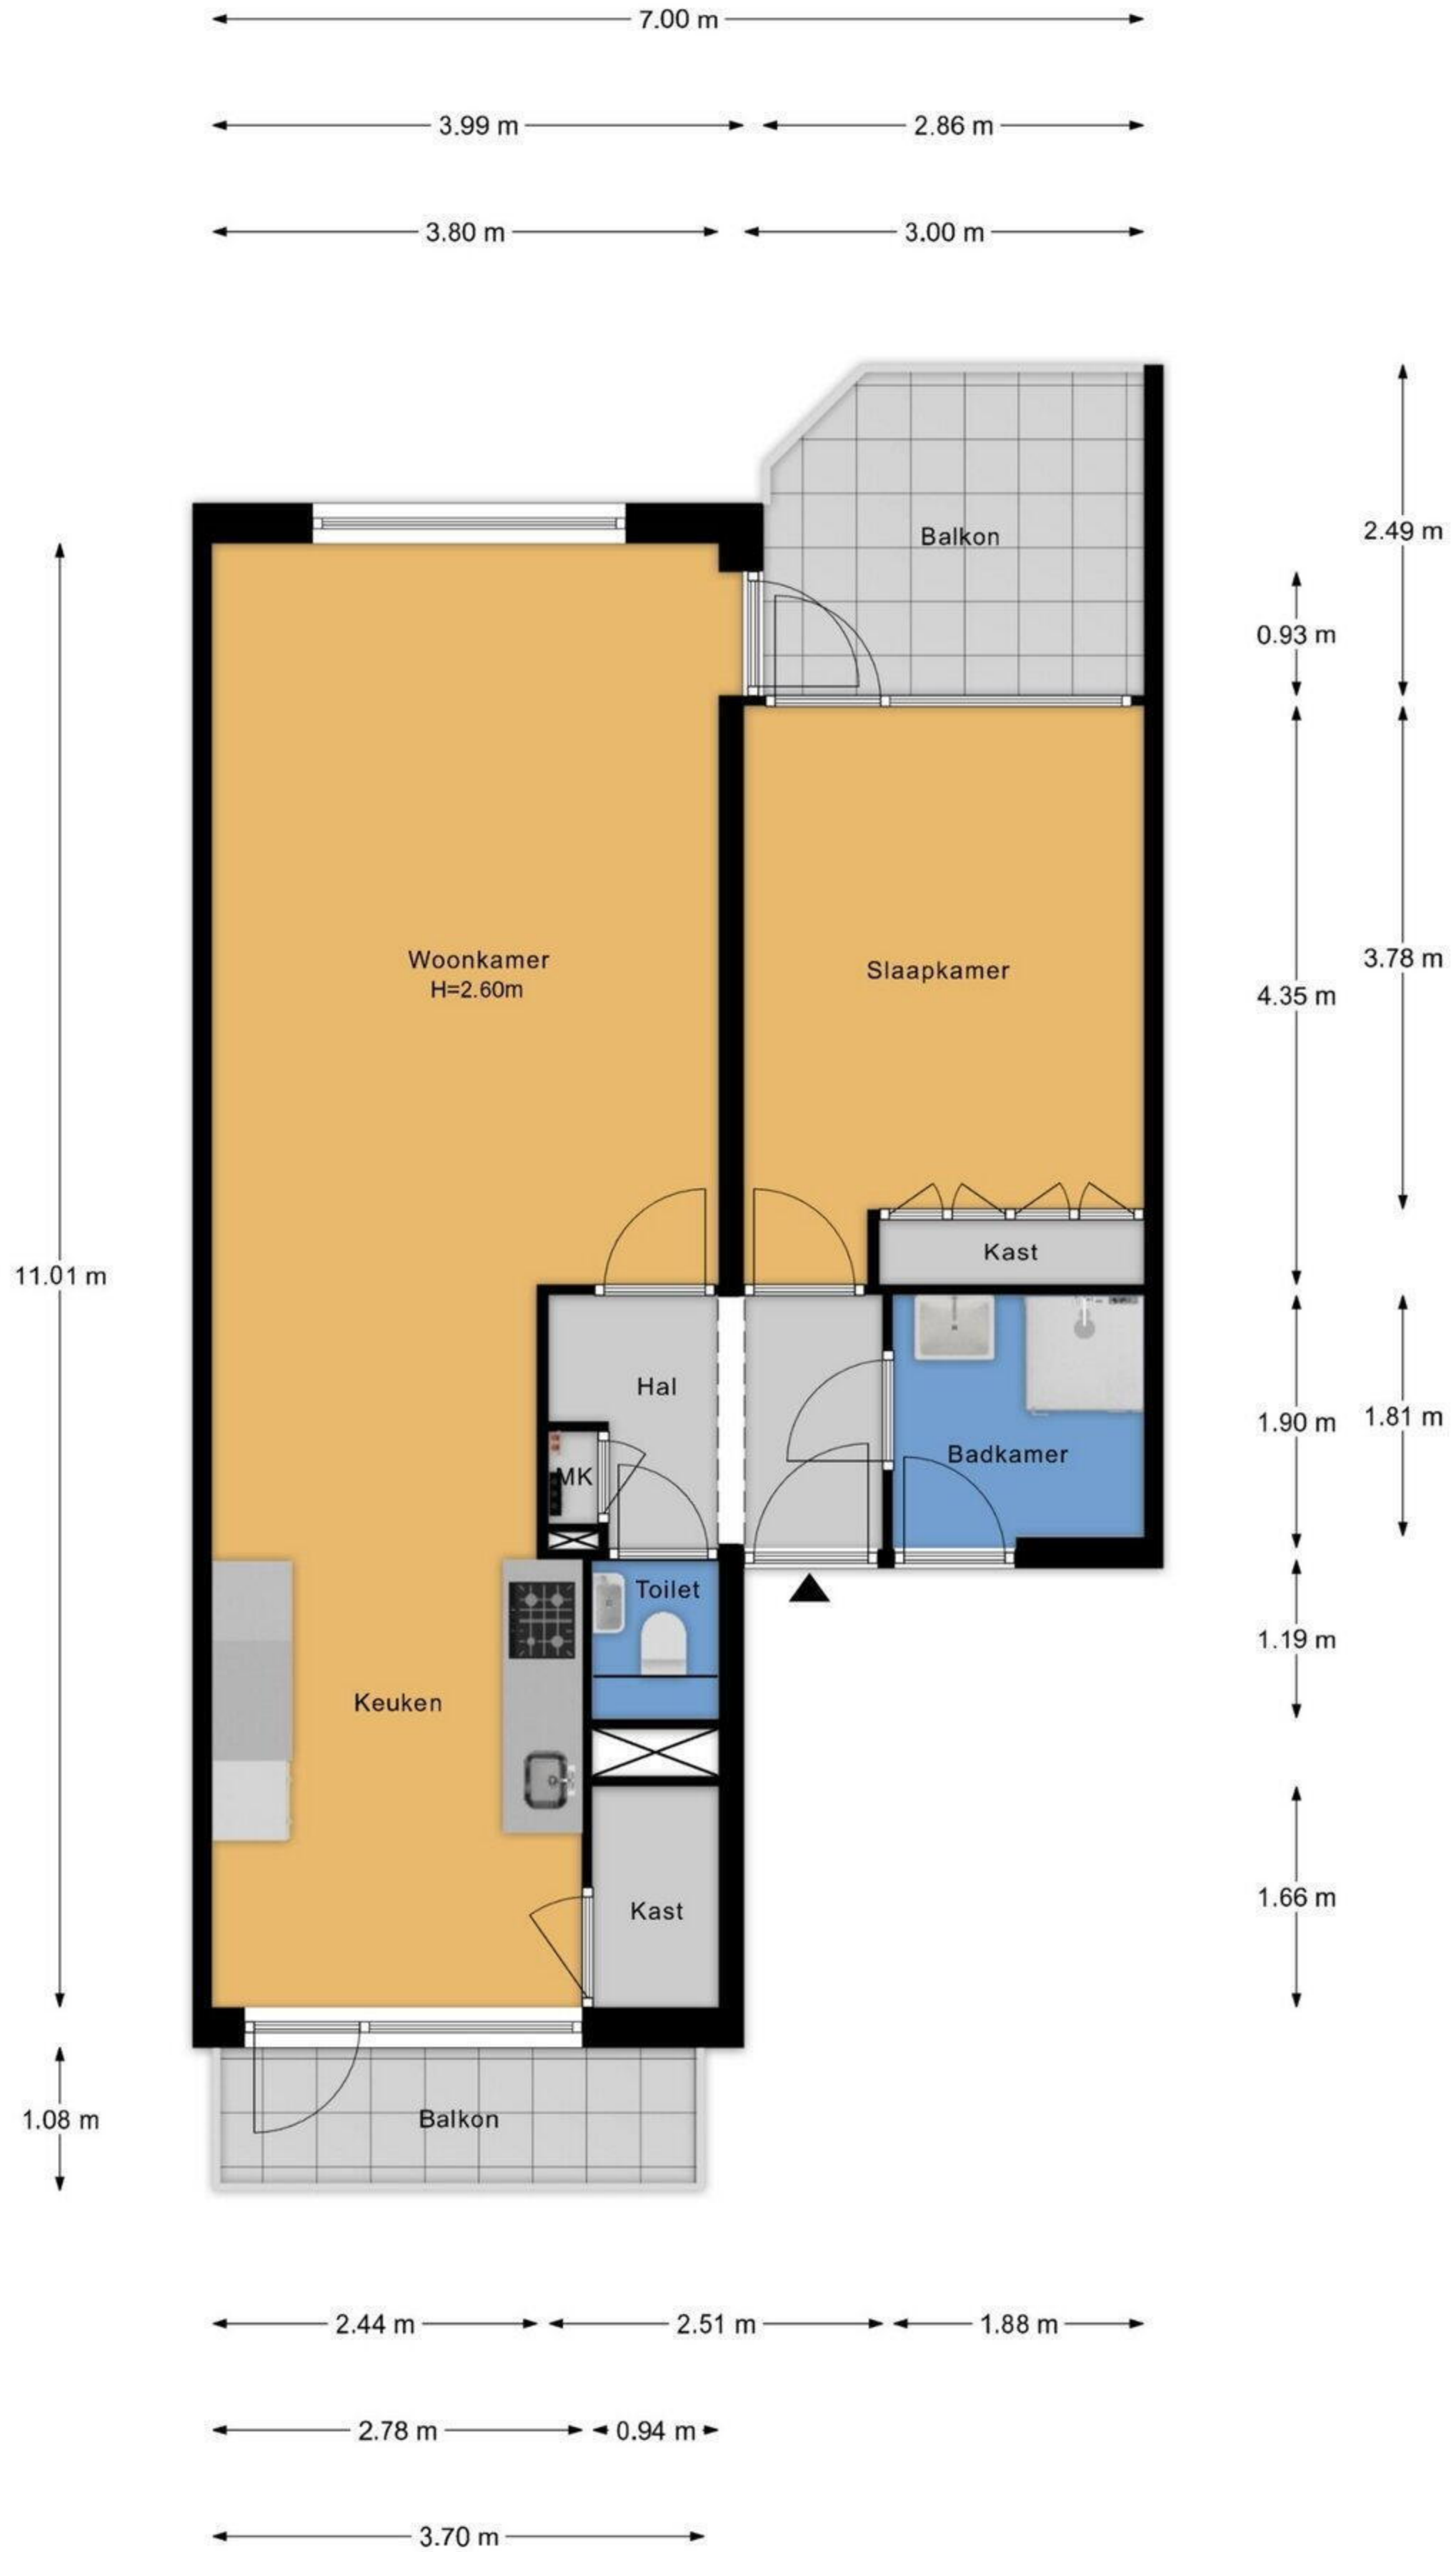 7.00 m
3.99 m
2.86 m
3.80 m
3.00 m
Balkon
2.49 m
0.93 m
Woonkamer
H=2.60m
Slaapkamer
3.78 m
4.35 m
Kast
11.01 m
Hal
1.90 m
1.81 m
Badkamer
MK
Toilet
1.19 m
Keuken
1.66 m
Kast
Balkon
1.08 m
2.44 m
2.51 m
1.88 m
2.78 m
0.94 m
3.70 m